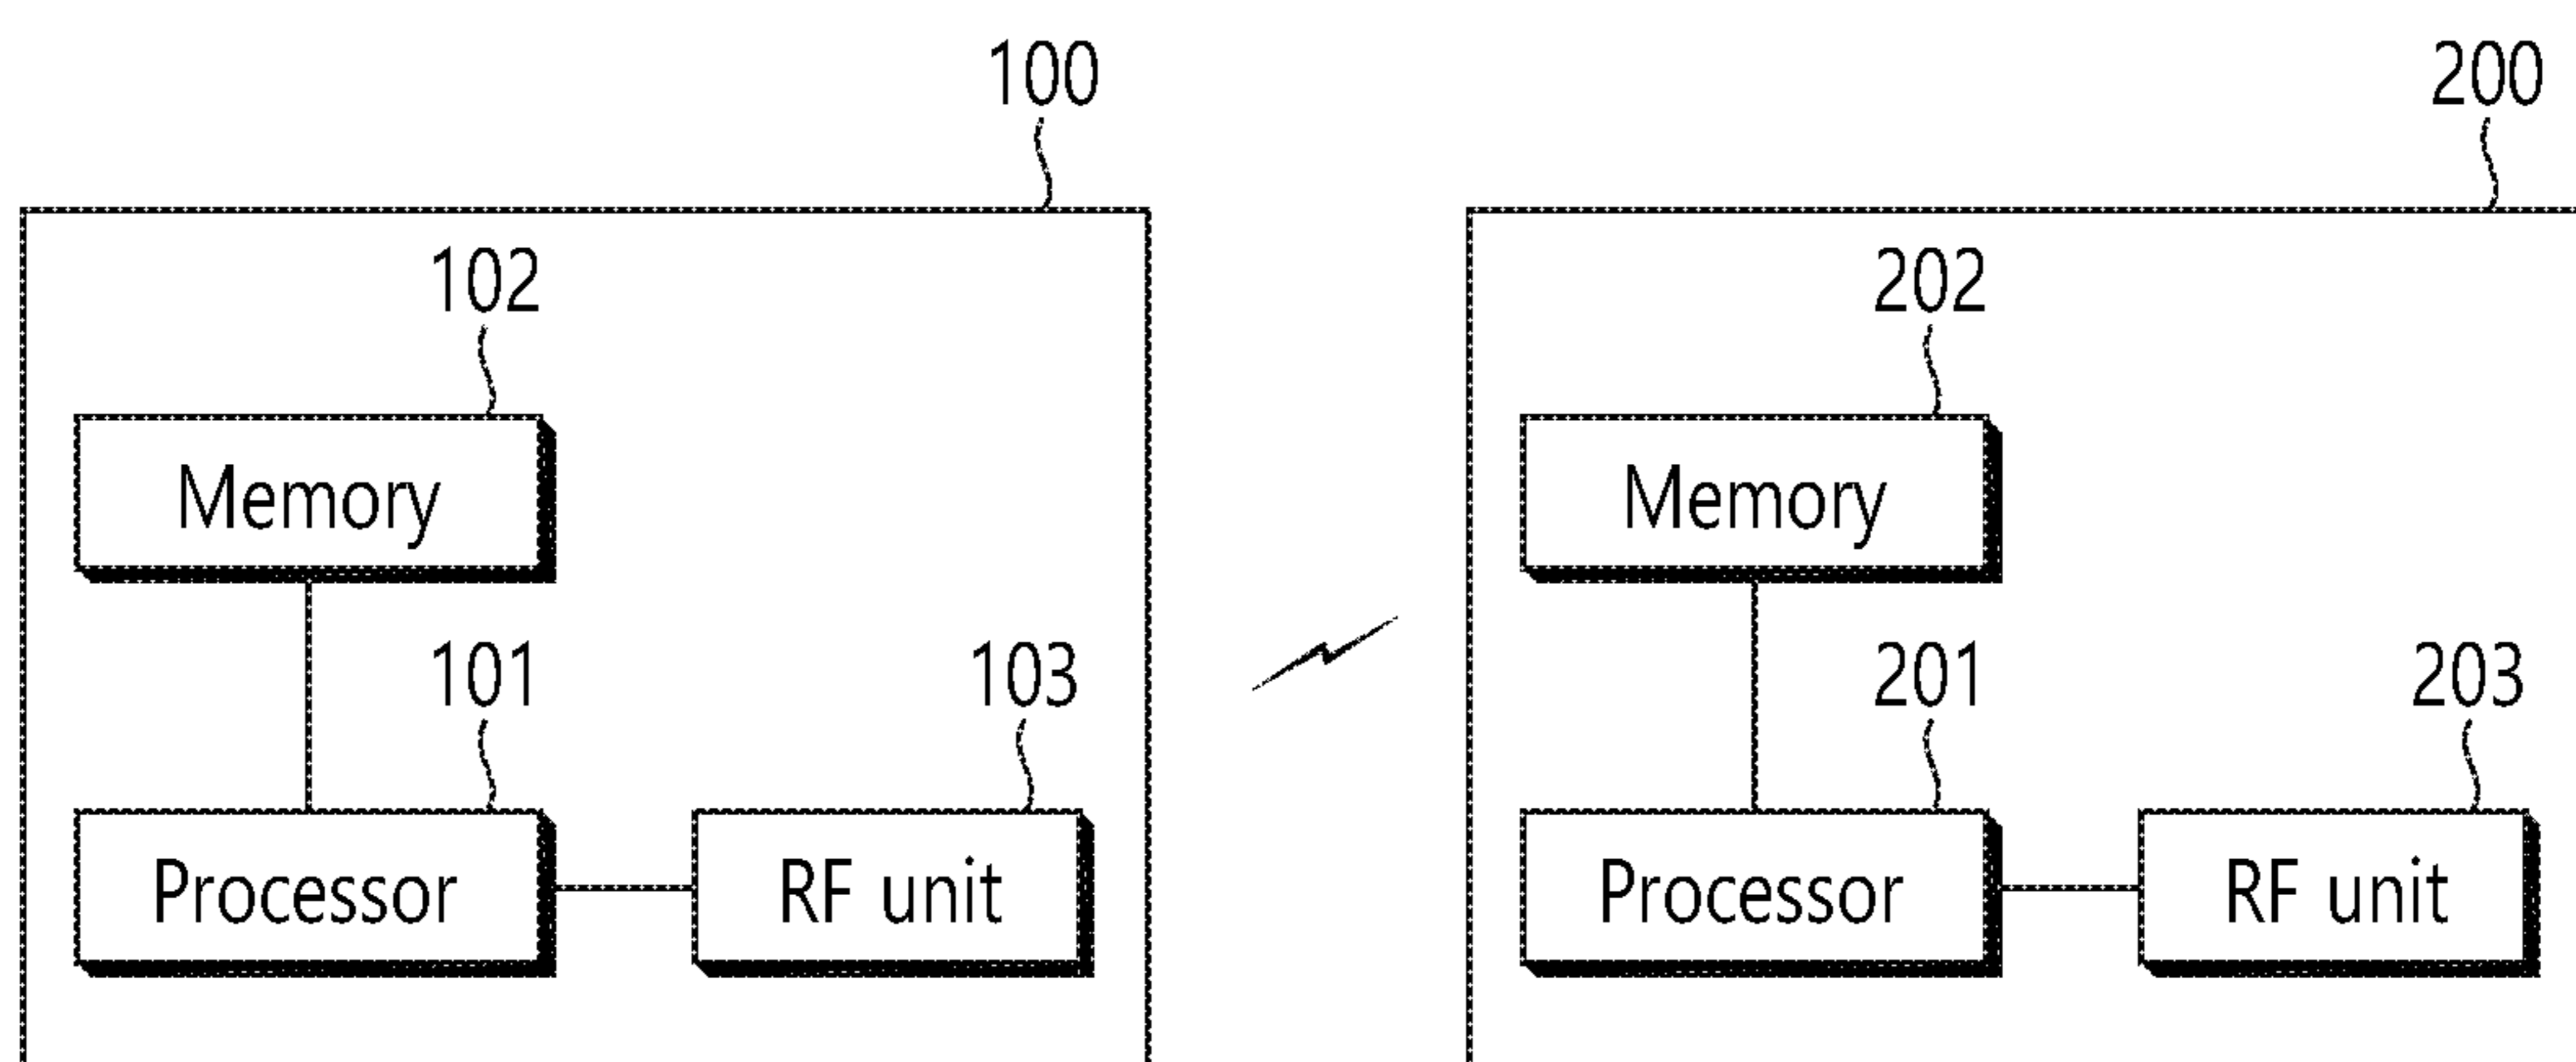 100 200
102 202
Memory Memory
101 103 201 203
Processor RF unit Processor RF unit